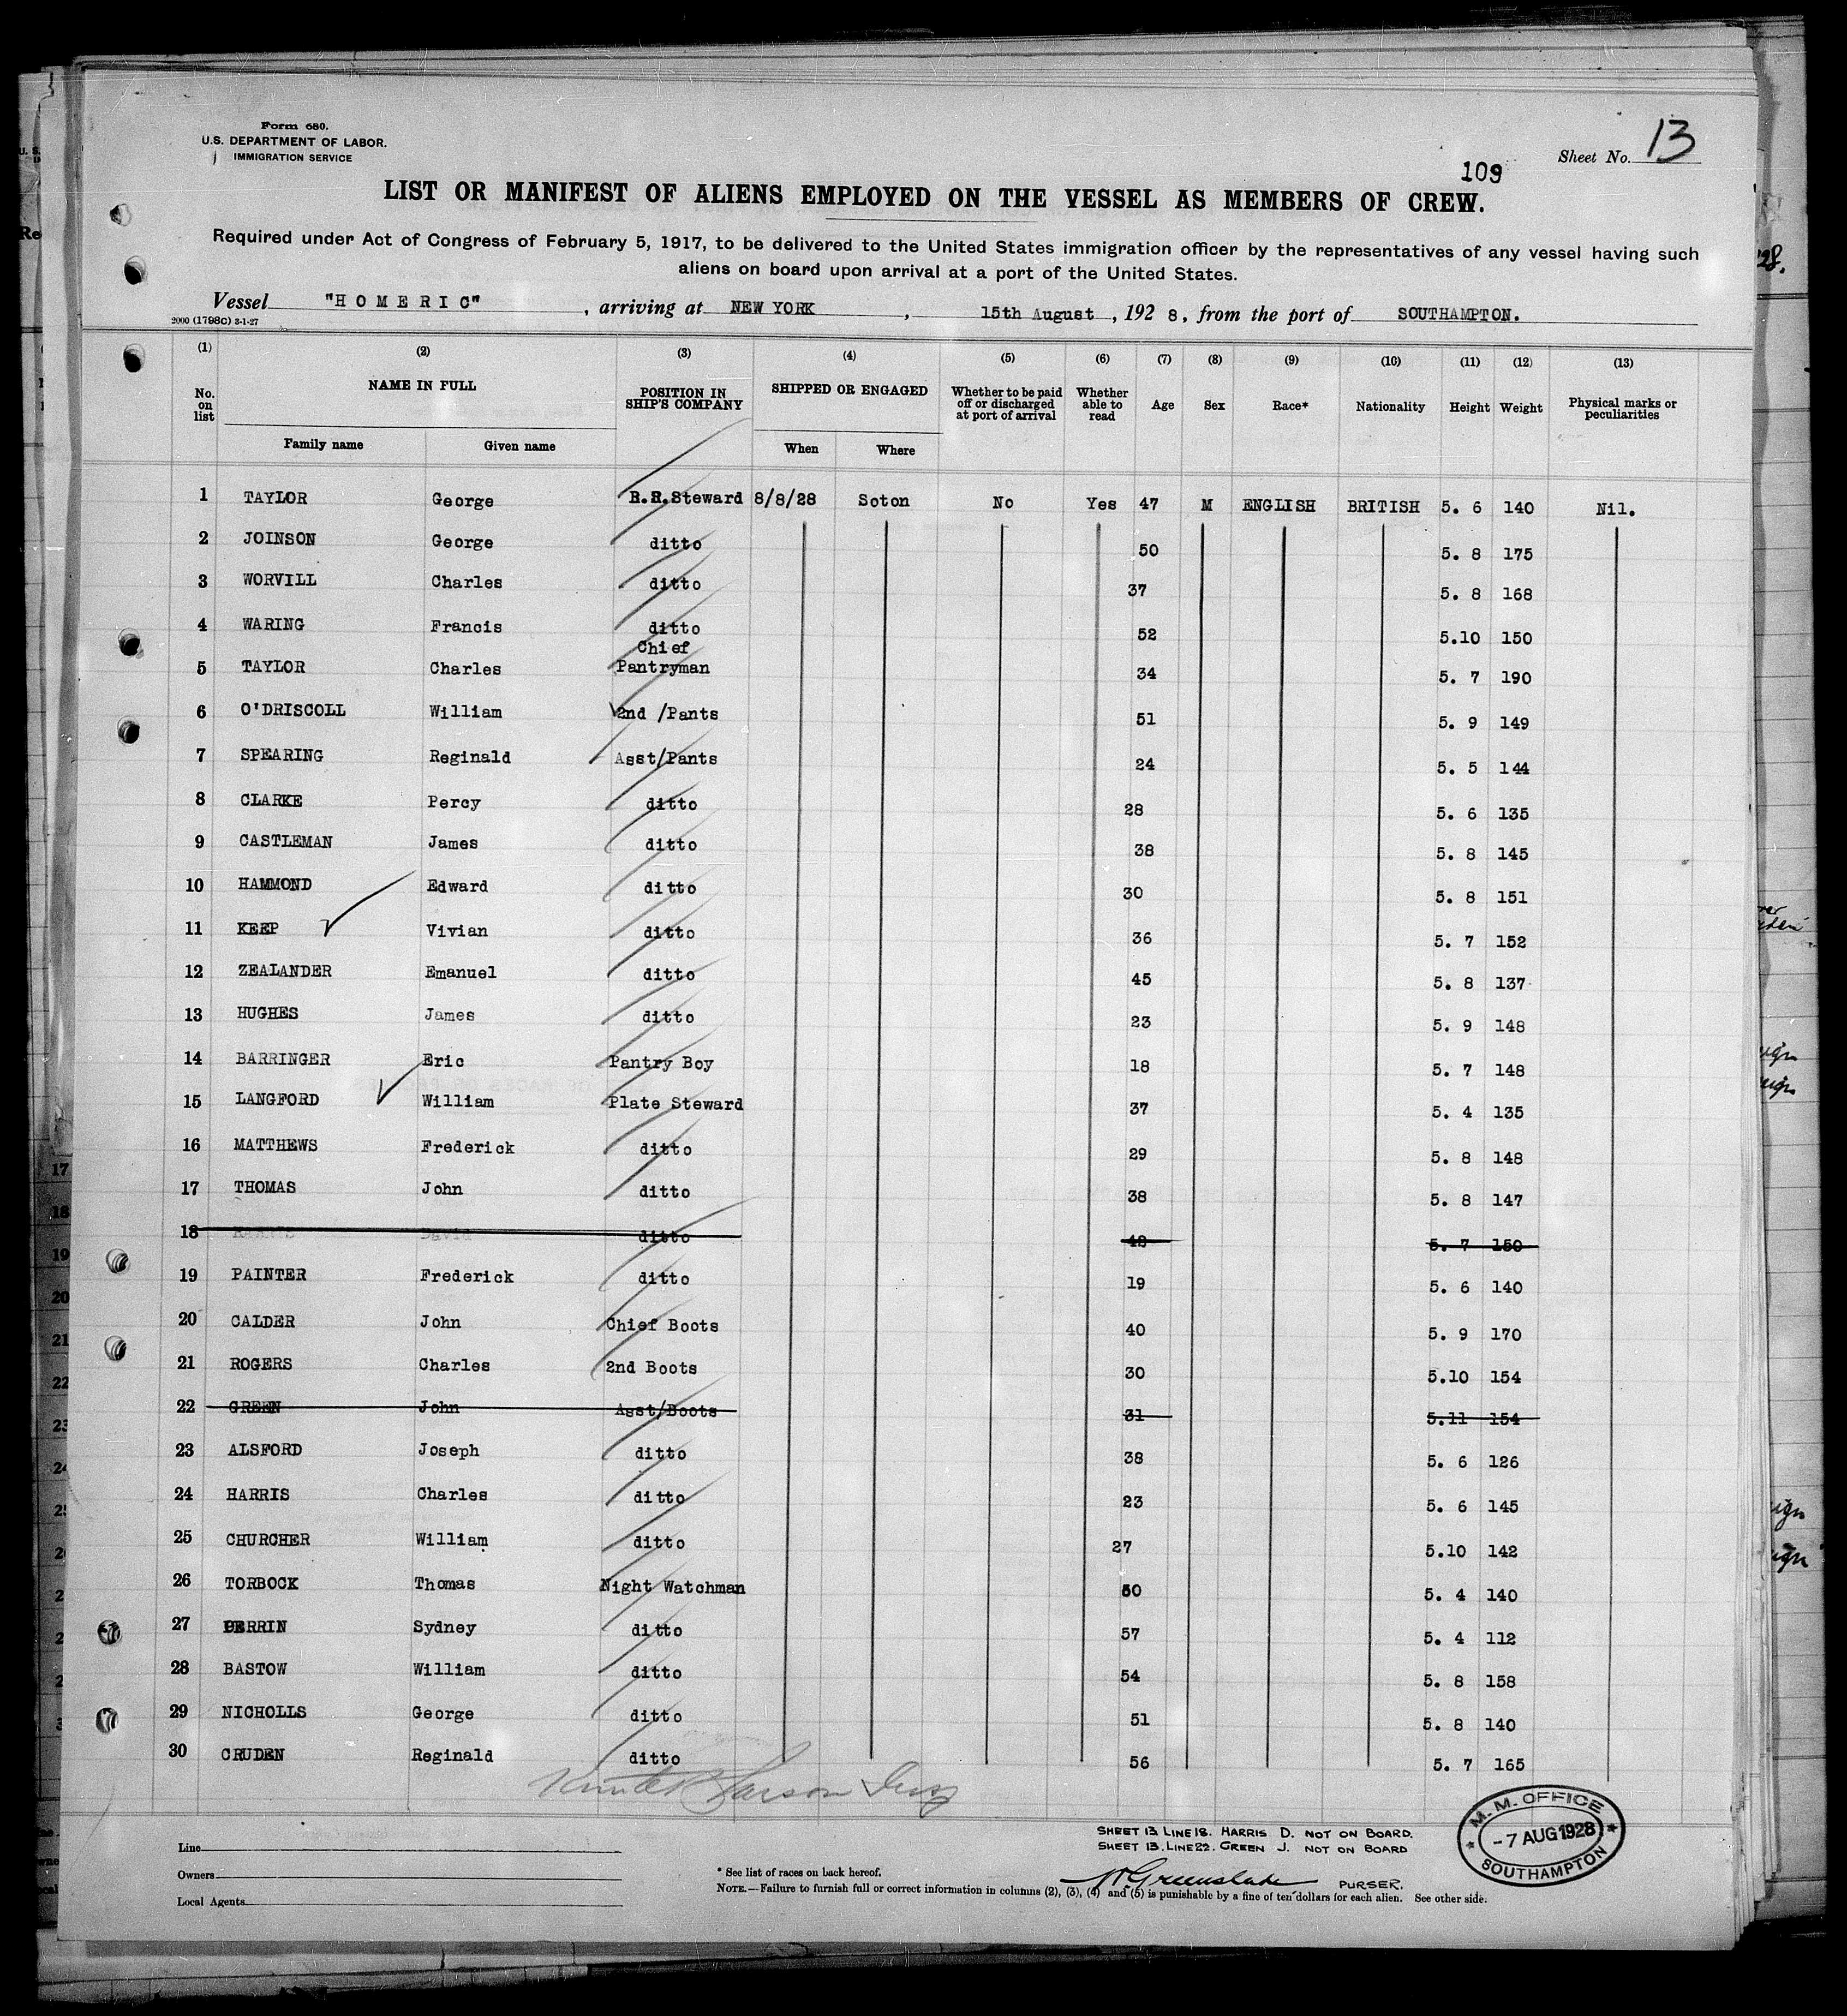 Form 680.
U.S. DEPARTMENT OF LABOR.
IMMIGRATION SERVICE
Sheet No. 13
109
LIST OR MANIFEST OF ALIENS EMPLOYED ON THE VESSEL AS MEMBERS OF CREW.
Required under Act of Congress of February 5, 1917, to be delivered to the United States immigration officer by the representatives of any vessel having such
aliens on board upon arrival at a port of the United States.
Vessel "HOMERIC", arriving at NEW YORK, 15th August, 1928, from the port of SOUTHAMPTON.
2000 (1798C) 3-1-27
(1) (2) (3) (4) (5) (6) (7) (8) (9) (10) (11) (12) (13)
No. on list NAME IN FULL POSITION IN SHIP'S COMPANY SHIPPED OR ENGAGED Whether to be paid off or discharged at port of arrival Whether able to read Age Sex Race* Nationality Height Weight Physical marks or peculiarities
Family name Given name When Where
1 TAYLOR George B.R.Steward 8/8/28 Soton No Yes 47 M ENGLISH BRITISH 5. 6 140 Nil.
2 JOINSON George ditto 50 5. 8 175
3 WORVILL Charles ditto 37 5. 8 168
4 WARING Francis ditto 52 5.10 150
5 TAYLOR Charles Chief Pantryman 34 5. 7 190
6 O'DRISCOLL William 2nd /Pants 51 5. 9 149
7 SPEARING Reginald Asst/Pants 24 5. 5 144
8 CLARKE Percy ditto 28 5. 6 135
9 CASTLEMAN James ditto 38 5. 8 145
10 HAMMOND Edward ditto 30 5. 8 151
11 KEEP Vivian ditto 36 5. 7 152
12 ZEALANDER Emanuel ditto 45 5. 8 137
13 HUGHES James ditto 23 5. 9 148
14 BARRINGER Eric Pantry Boy 18 5. 7 148
15 LANGFORD William Plate Steward 37 5. 4 135
16 MATTHEWS Frederick ditto 29 5. 8 148
17 THOMAS John ditto 38 5. 8 147
18 HARRIS David ditto 5. 7 150
19 PAINTER Frederick ditto 19 5. 6 140
20 CALDER John Chief Boots 40 5. 9 170
21 ROGERS Charles 2nd Boots 30 5.10 154
22 GREEN John Asst/Boots 31 5.11 154
23 ALSFORD Joseph ditto 38 5. 6 126
24 HARRIS Charles ditto 23 5. 6 145
25 CHURCHER William ditto 27 5.10 142
26 TORBOCK Thomas Night Watchman 50 5. 4 140
27 PERRIN Sydney ditto 57 5. 4 112
28 BASTOW William ditto 54 5. 8 158
29 NICHOLLS George ditto 51 5. 8 140
30 CRUDEN Reginald ditto 56 5. 7 165
Larson
SHEET 13 LINE 18. HARRIS D. NOT ON BOARD.
SHEET 13. LINE 22. GREEN J. NOT ON BOARD
Greenslade PURSER.
M. M. OFFICE
-7 AUG 1928
SOUTHAMPTON
Line
Owners
Local Agents
* See list of races on back hereof.
NOTE.—Failure to furnish full or correct information in columns (2), (3), (4) and (5) is punishable by a fine of ten dollars for each alien. See other side.